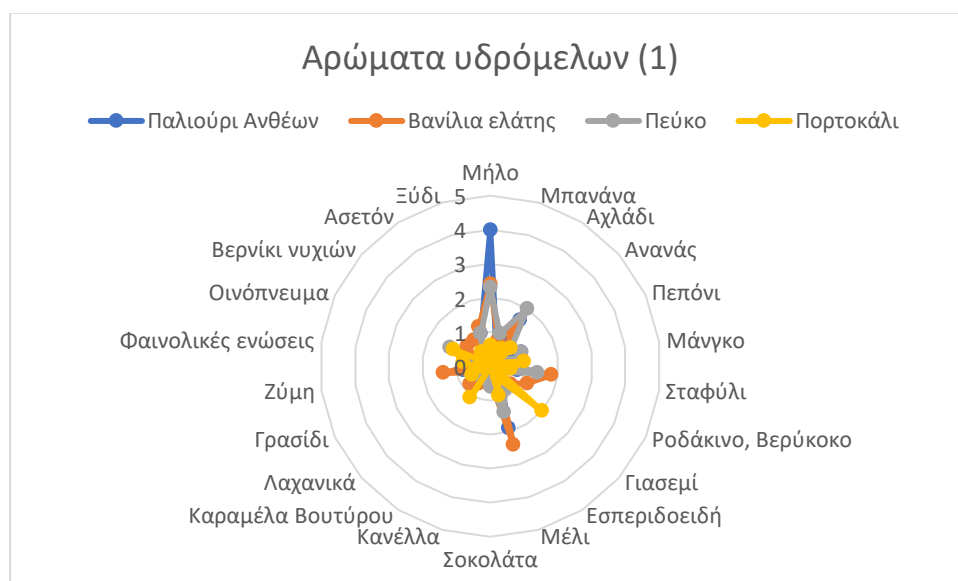 Αρώματα υδρόμελων (1)
Παλιούρι Ανθέων Βανίλια ελάτης Πεύκο Πορτοκάλι
Μήλο
Μπανάνα
Αχλάδι
Ανανάς
Πεπόνι
Μάνγκο
Σταφύλι
Ροδάκινο, Βερύκοκο
Γιασεμί
Εσπεριδοειδή
Μέλι
Σοκολάτα
Κανέλλα
Καραμέλα Βουτύρου
Λαχανικά
Γρασίδι
Ζύμη
Φαινολικές ενώσεις
Οινόπνευμα
Βερνίκι νυχιών
Ασετόν
Ξύδι
5
4
3
2
1
0